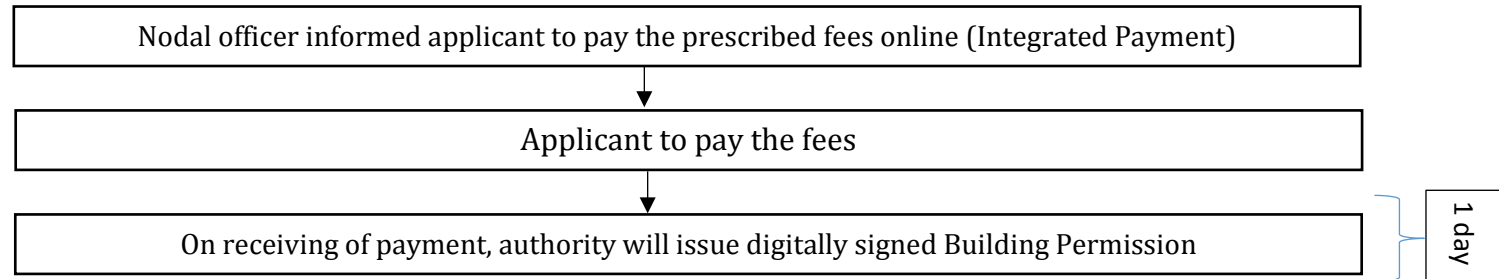 Nodal officer informed applicant to pay the prescribed fees online (Integrated Payment)
Applicant to pay the fees
On receiving of payment, authority will issue digitally signed Building Permission
1 day